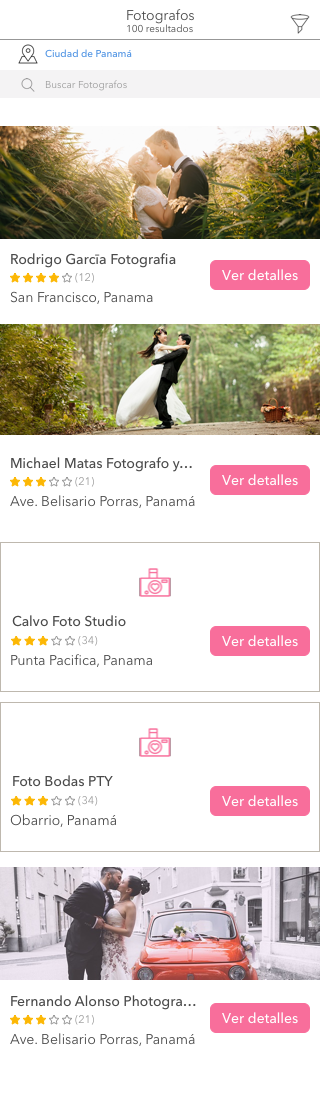 Fotografos
100 resultados
Ciudad de Panamá
Buscar Fotografos
Rodrigo García Fotografia
(12)
San Francisco, Panama
Ver detalles
Michael Matas Fotografo y...
(21)
Ave. Belisario Porras, Panamá
Ver detalles
Calvo Foto Studio
(34)
Punta Pacifica, Panama
Ver detalles
Foto Bodas PTY
(34)
Obarrio, Panamá
Ver detalles
Fernando Alonso Photogra...
(21)
Ave. Belisario Porras, Panamá
Ver detalles